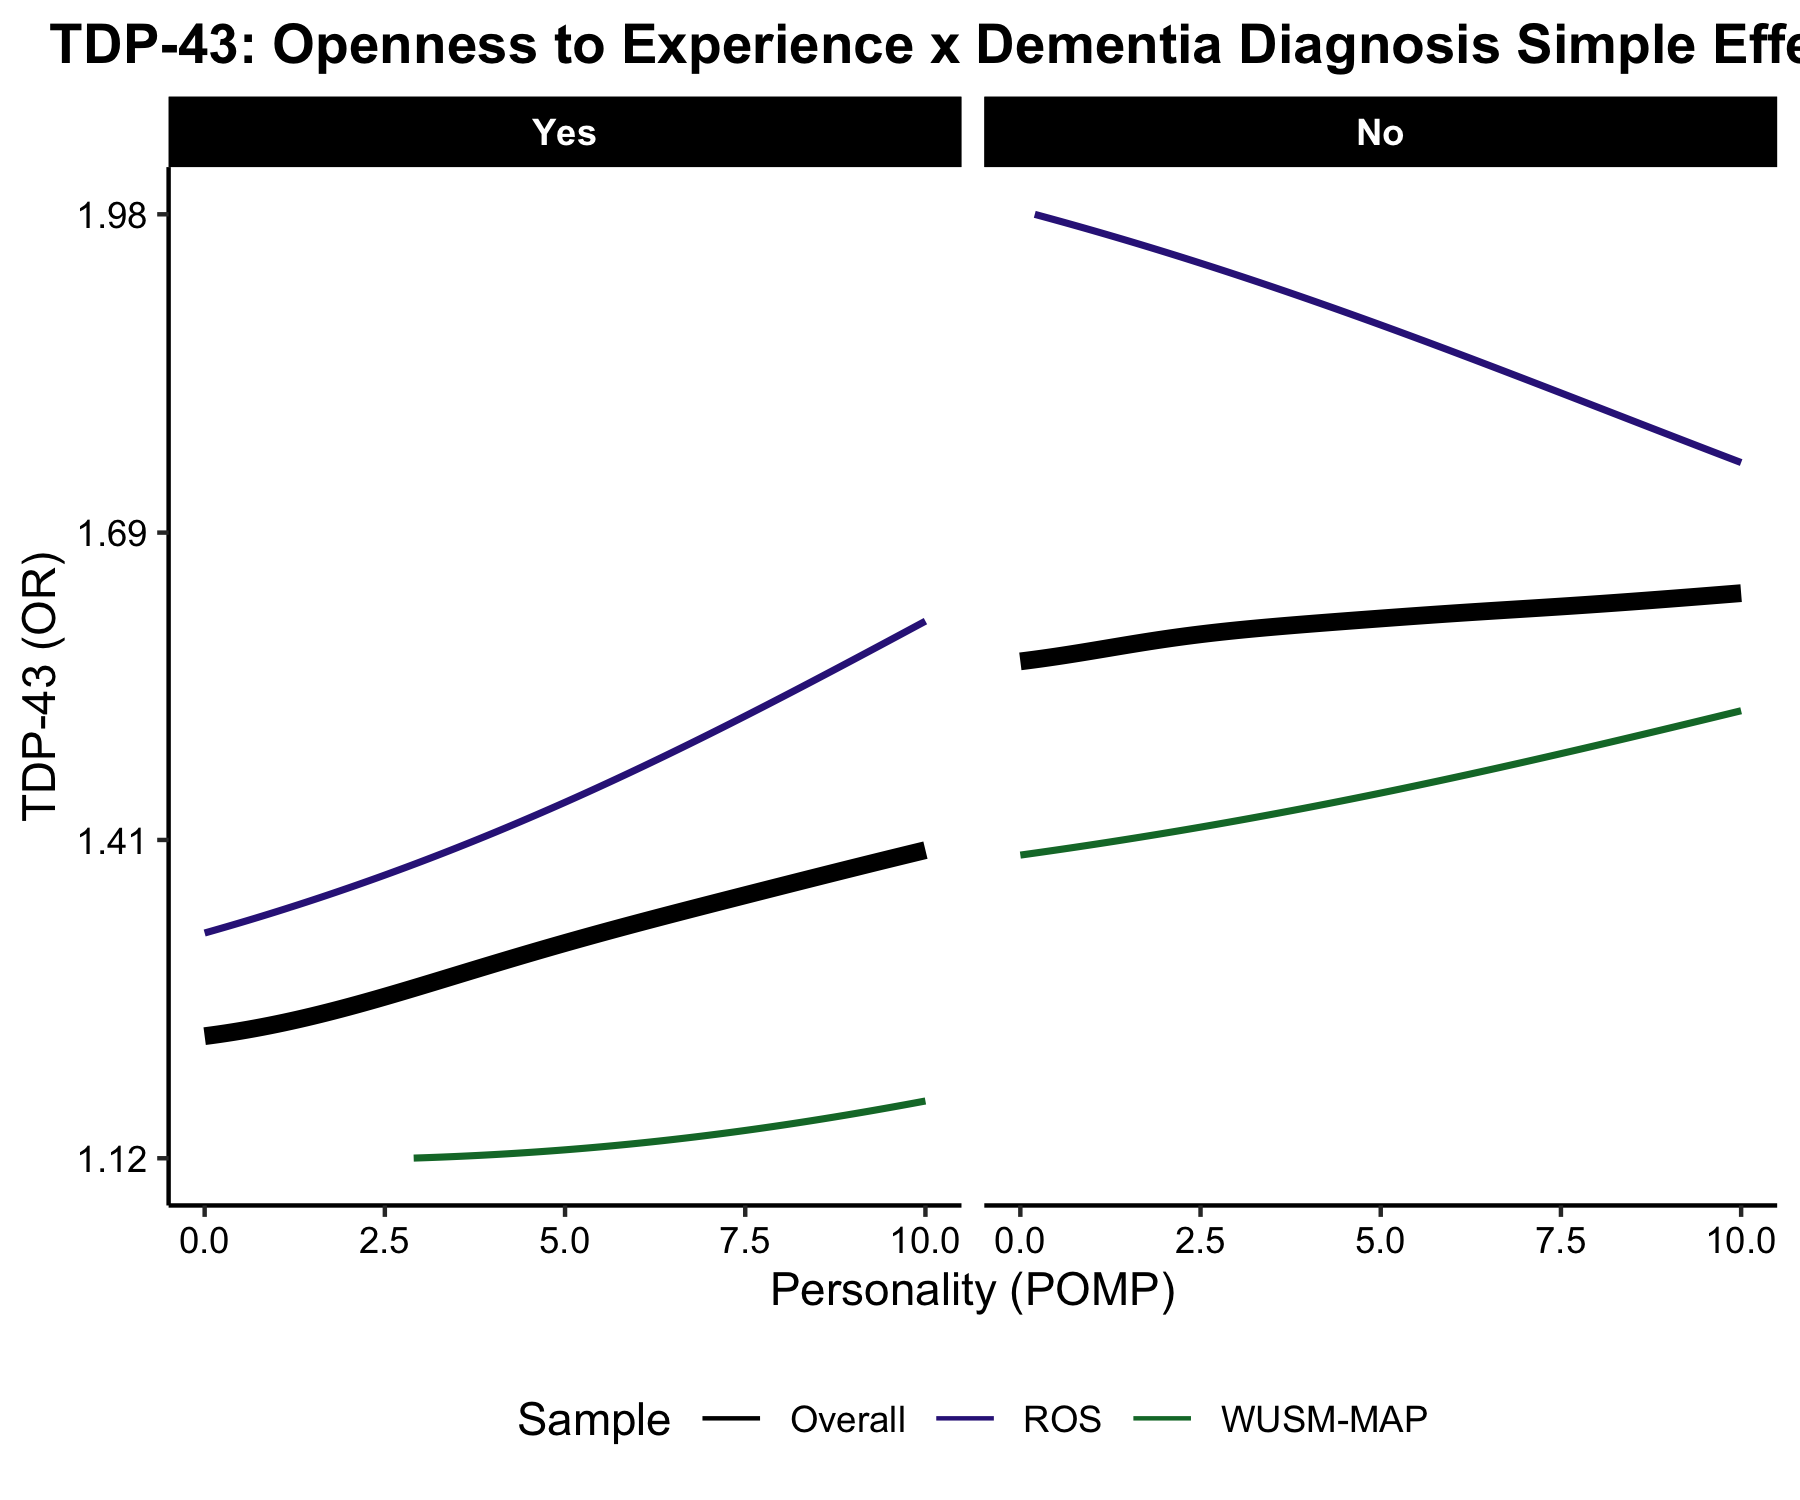 TDP-43: Openness to Experience x Dementia Diagnosis Simple Effe
Yes No
1.98
1.69
1.41
1.12
TDP-43 (OR)
0.0 2.5 5.0 7.5 10.0 0.0 2.5 5.0 7.5 10.0
Personality (POMP)
Sample Overall ROS WUSM-MAP